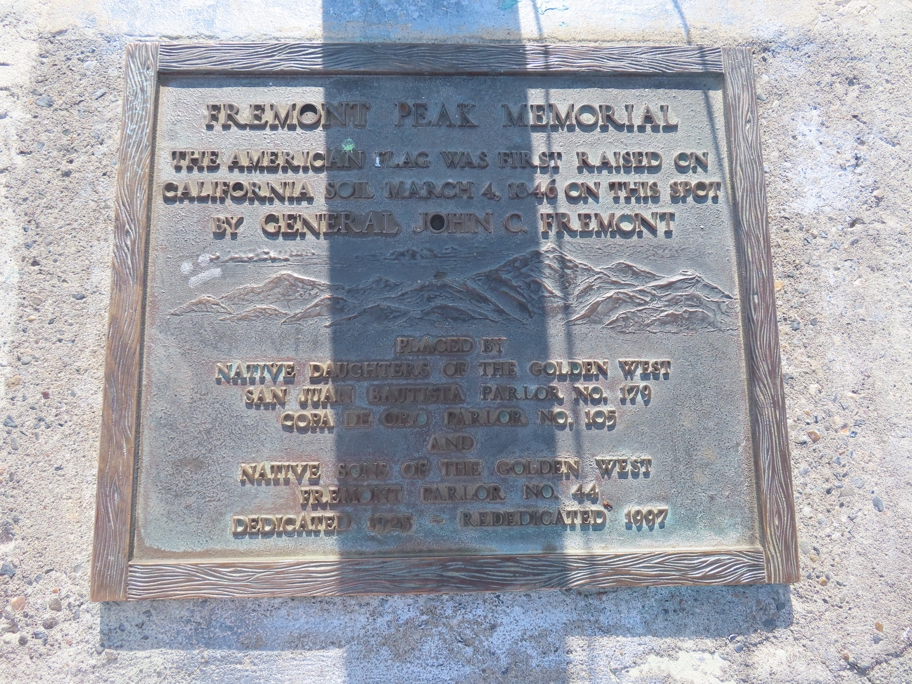 FREMONT PEAK MEMORIAL
THE AMERICAN FLAG WAS FIRST RAISED ON
CALIFORNIA SOIL MARCH 4, 1846 ON THIS SPOT
BY GENERAL JOHN C. FREMONT
PLACED BY
NATIVE DAUGHTERS OF THE GOLDEN WEST
SAN JUAN BAUTISTA PARLOR NO. 179
COPA DE ORO PARLOR NO. 105
AND
NATIVE SONS OF THE GOLDEN WEST
FREMONT PARLOR NO. 44
DEDICATED 1925 - REDEDICATED 1997